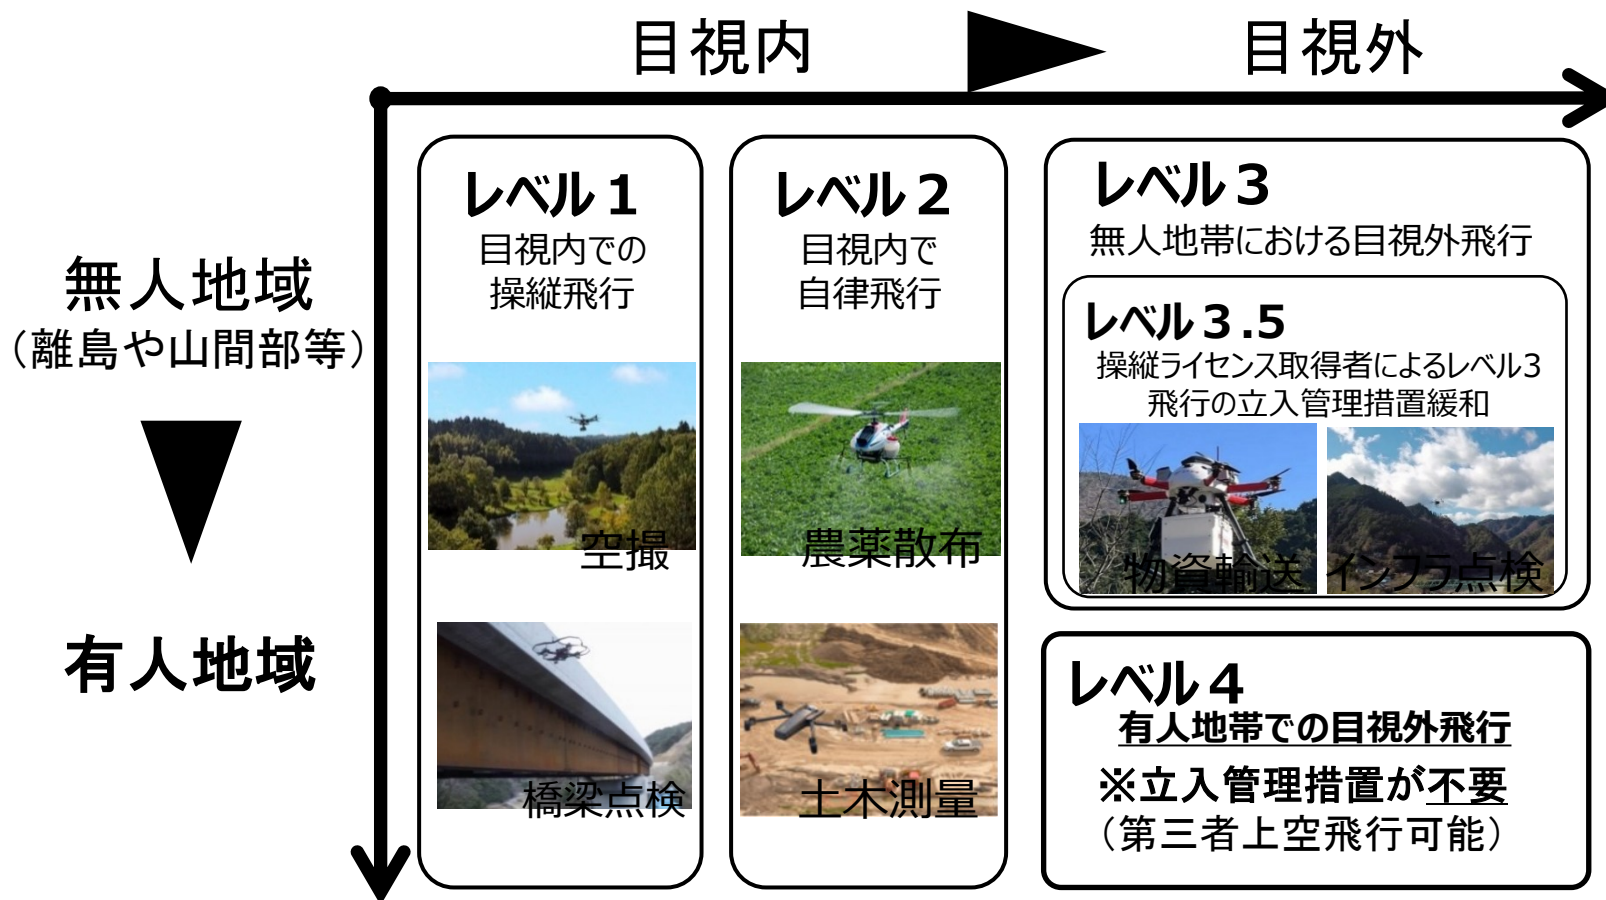 目視内
目視外
無人地域
（離島や山間部等）
有人地域
レベル１
目視内での
操縦飛行
空撮
橋梁点検
レベル２
目視内で
自律飛行
農薬散布
土木測量
レベル３
無人地帯における目視外飛行
レベル３.５
操縦ライセンス取得者によるレベル3
飛行の立入管理措置緩和
物資輸送
インフラ点検
レベル４
有人地帯での目視外飛行
※立入管理措置が不要
（第三者上空飛行可能）